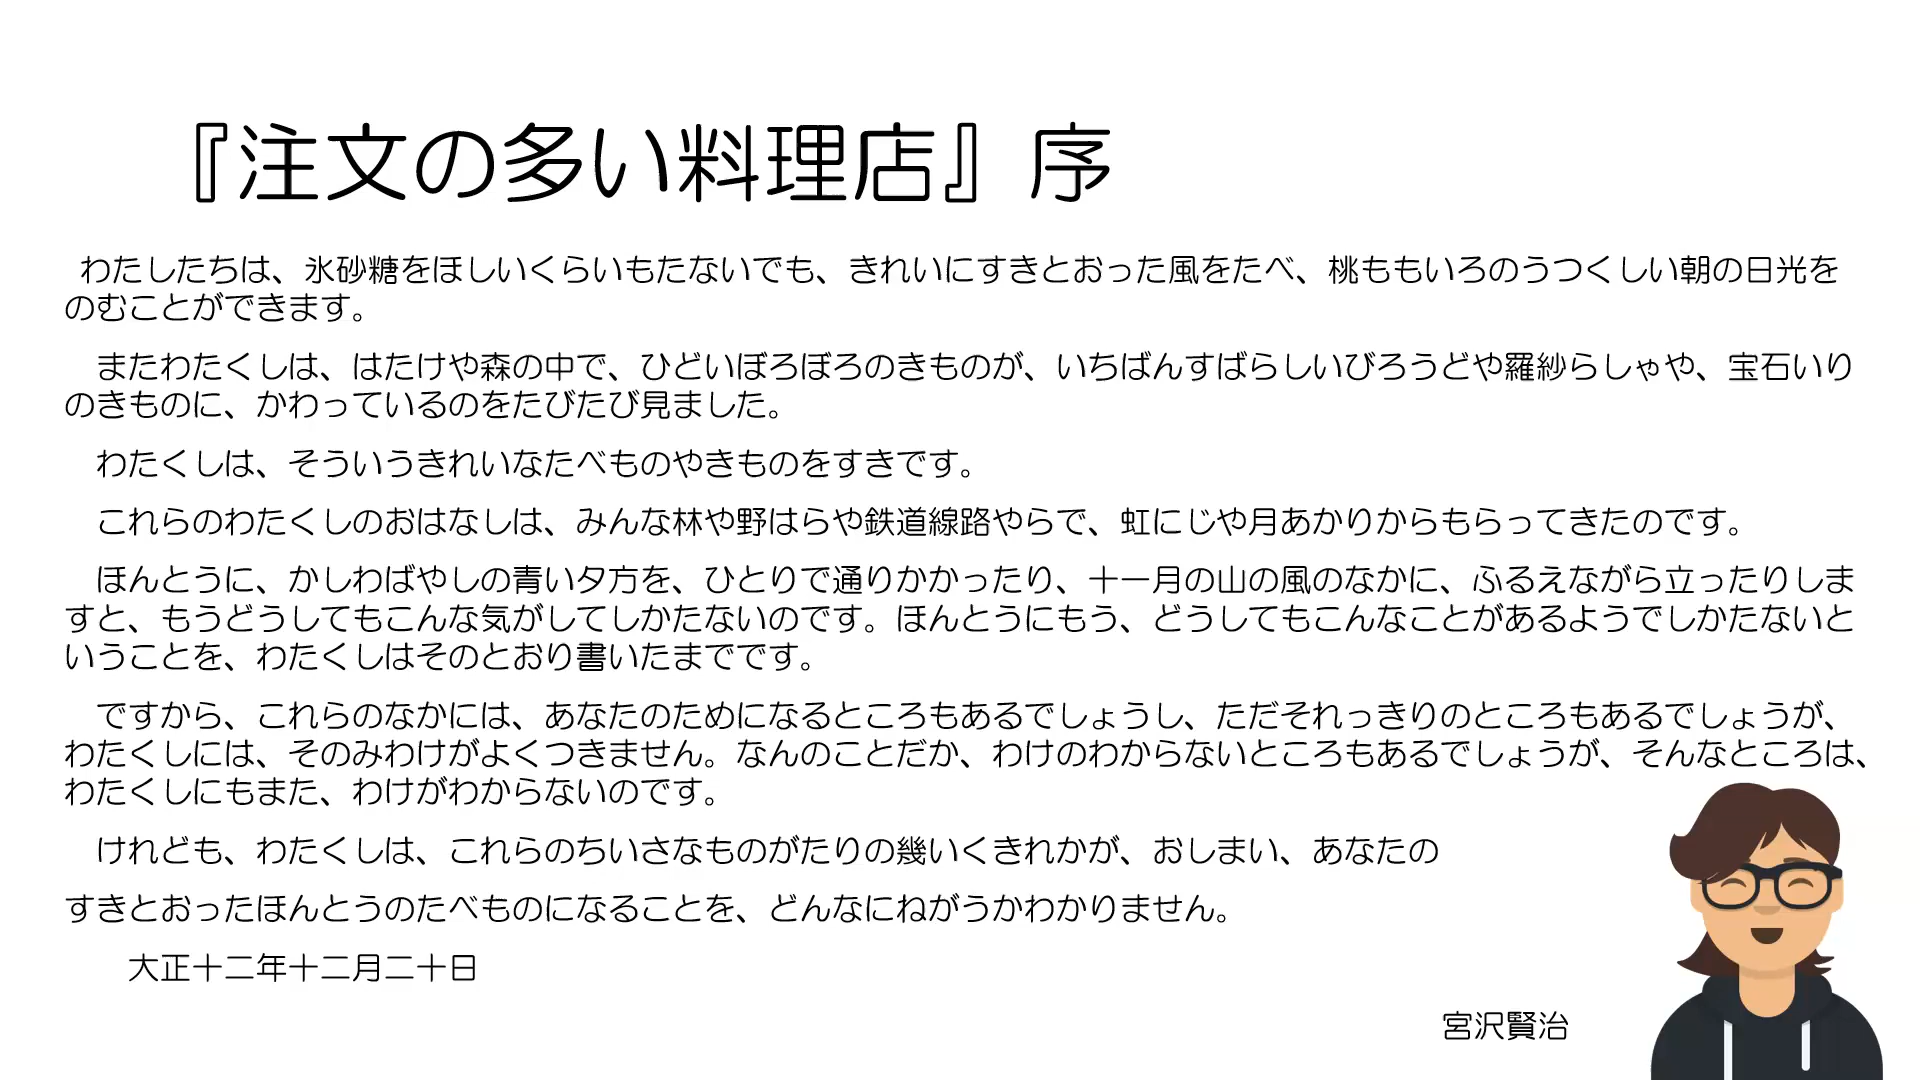 『注文の多い料理店』序
わたしたちは、氷砂糖をほしいくらいもたないでも、きれいにすきとおった風をたべ、桃ももいろのうつくしい朝の日光を
のむことができます。
またわたくしは、はたけや森の中で、ひどいぼろぼろのきものが、いちばんすばらしいびろうどや羅紗らしゃや、宝石いり
のきものに、かわっているのをたびたび見ました。
わたくしは、そういうきれいなたべものやきものをすきです。
これらのわたくしのおはなしは、みんな林や野はらや鉄道線路やらで、虹にじや月あかりからもらってきたのです。
ほんとうに、かしわばやしの青い夕方を、ひとりで通りかかったり、十一月の山の風のなかに、ふるえながら立ったりしま
すと、もうどうしてもこんな気がしてしかたないのです。ほんとうにもう、どうしてもこんなことがあるようでしかたないと
いうことを、わたくしはそのとおり書いたまでです。
ですから、これらのなかには、あなたのためになるところもあるでしょうし、ただそれっきりのところもあるでしょうが、
わたくしには、そのみわけがよくつきません。なんのことだか、わけのわからないところもあるでしょうが、そんなところは、
わたくしにもまた、わけがわからないのです。
けれども、わたくしは、これらのちいさなものがたりの幾いくきれかが、おしまい、あなたの
すきとおったほんとうのたべものになることを、どんなにねがうかわかりません。
大正十二年十二月二十日
宮沢賢治